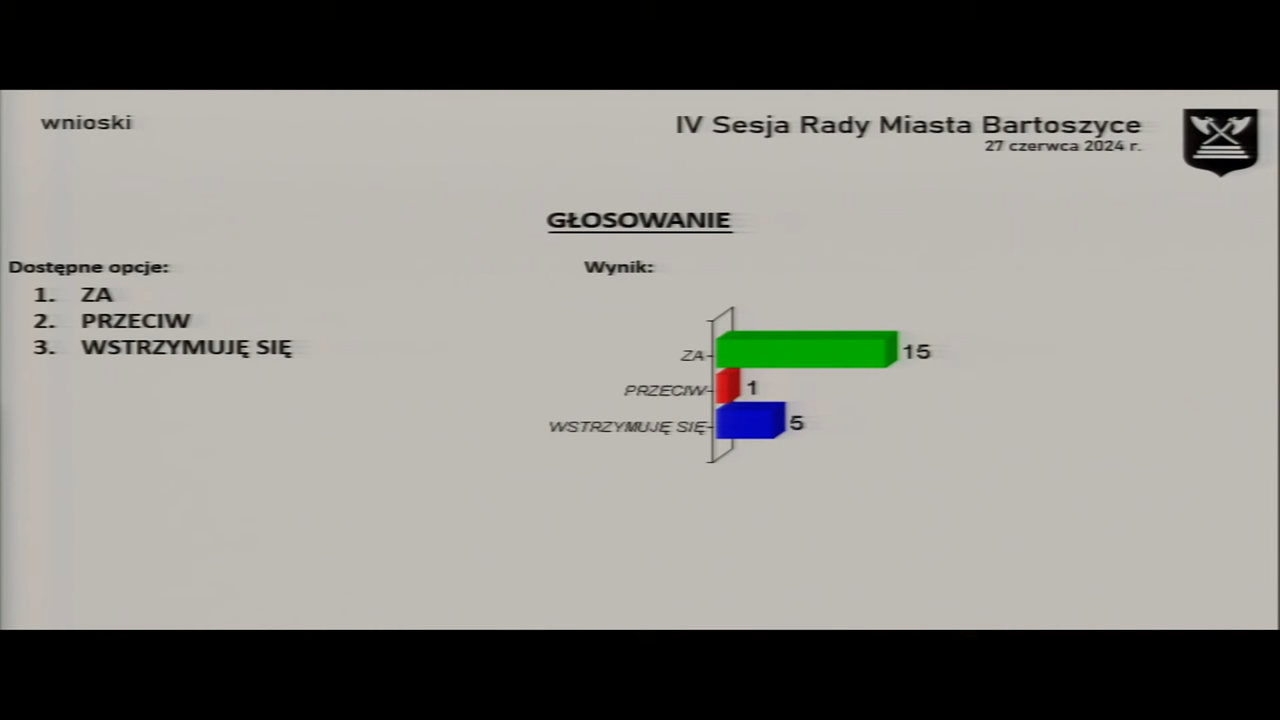 wnioski
IV Sesja Rady Miasta Bartoszyce
27 czerwca 2024 r.
GŁOSOWANIE
Dostępne opcje:
1. ZA
2. PRZECIW
3. WSTRZYMUJĘ SIĘ
Wynik:
ZA 15
PRZECIW 1
WSTRZYMUJĘ SIĘ 5